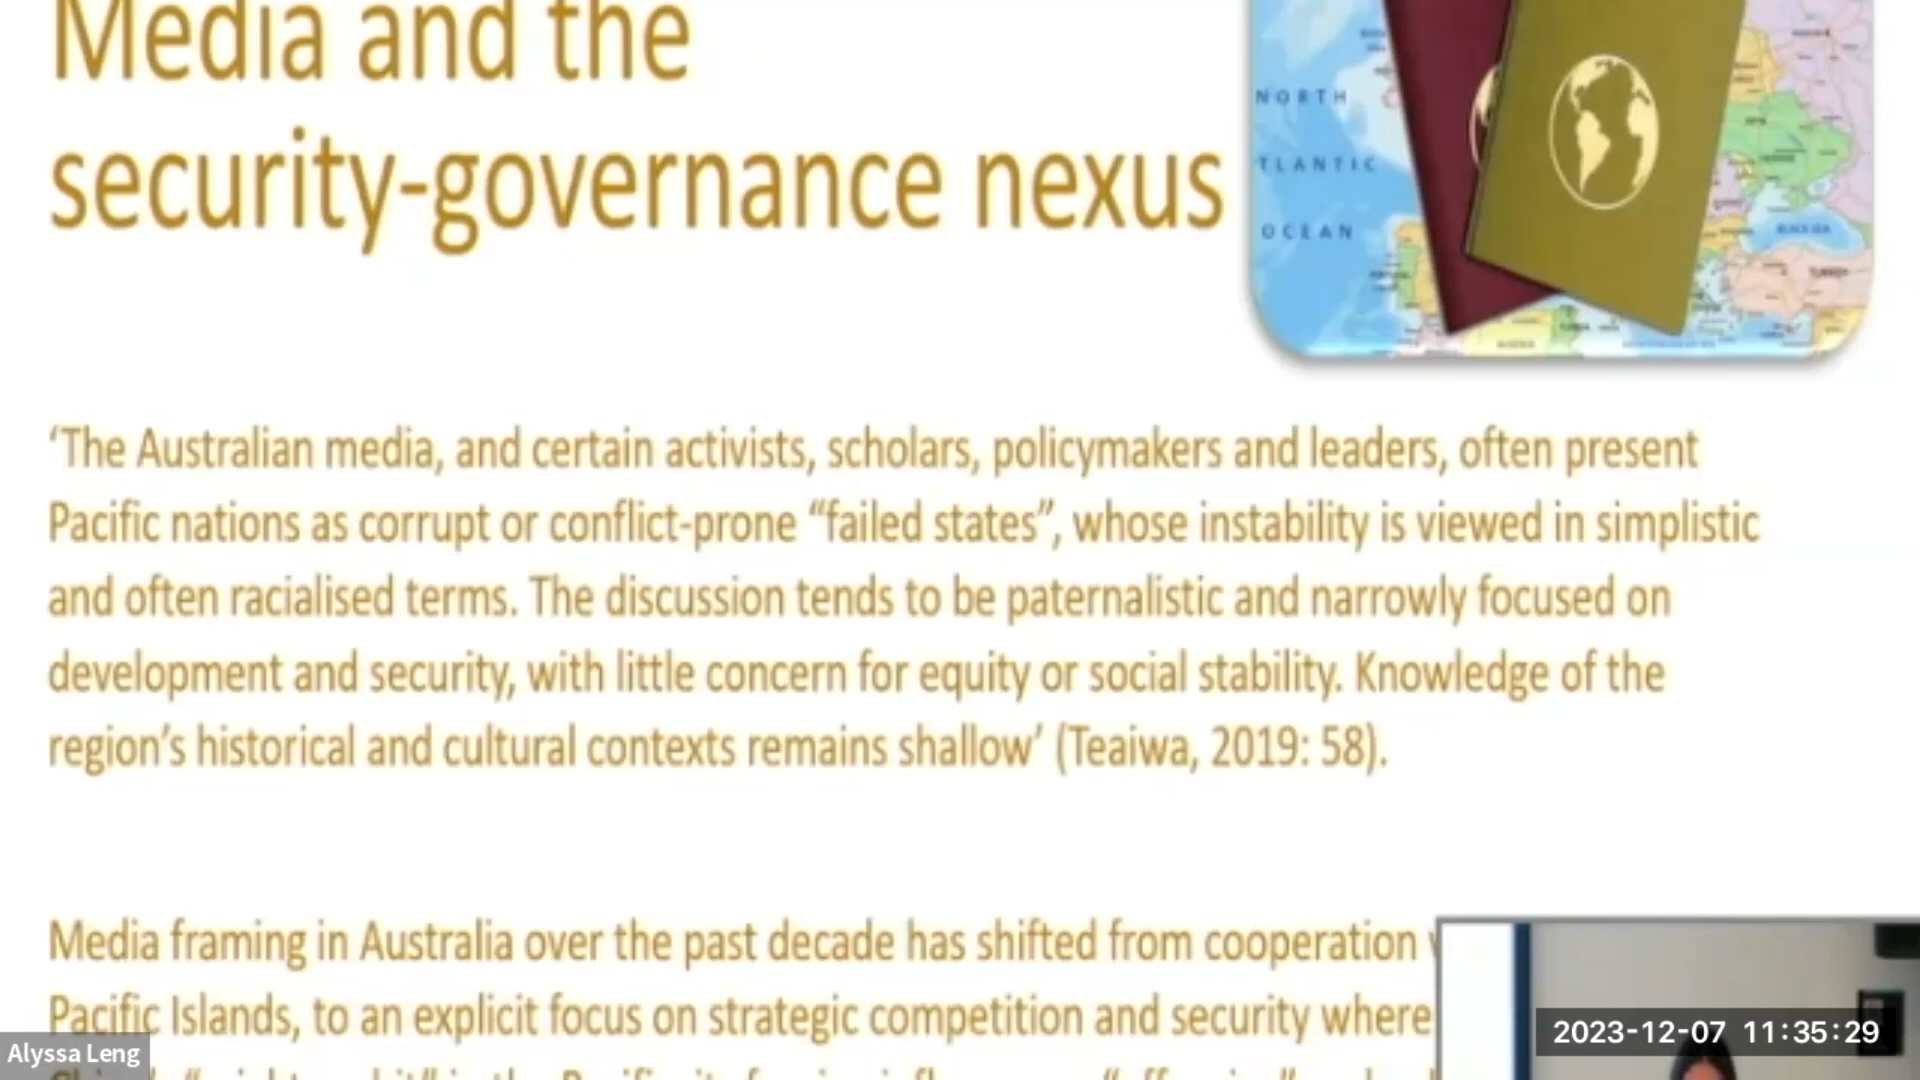 Media and the
security-governance nexus
NORTH
TLANTIC
OCEAN
BLACK SEA
TURKEY
‘The Australian media, and certain activists, scholars, policymakers and leaders, often present
Pacific nations as corrupt or conflict-prone “failed states”, whose instability is viewed in simplistic
and often racialised terms. The discussion tends to be paternalistic and narrowly focused on
development and security, with little concern for equity or social stability. Knowledge of the
region’s historical and cultural contexts remains shallow’ (Teaiwa, 2019: 58).
Media framing in Australia over the past decade has shifted from cooperation
Pacific Islands, to an explicit focus on strategic competition and security where
Alyssa Leng
2023-12-07 11:35:29